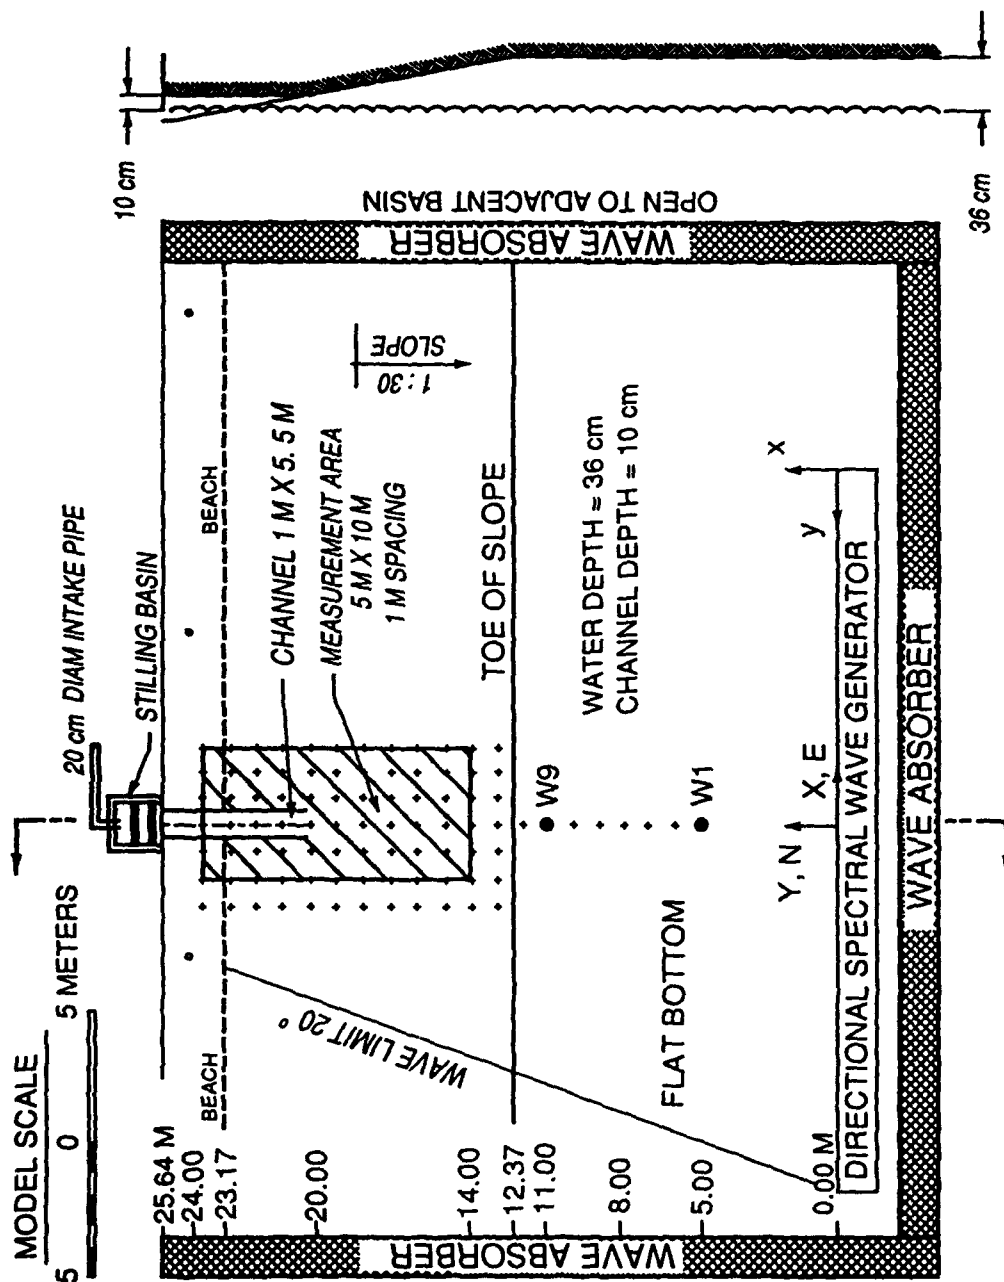 MODEL SCALE
5 0 5 METERS
20 cm DIAM INTAKE PIPE
STILLING BASIN
10 cm
25.64 M
24.00
23.17
20.00
14.00
12.37
11.00
8.00
5.00
0.00 M
BEACH
BEACH
CHANNEL 1 M X 5.5 M
MEASUREMENT AREA
5 M X 10 M
1 M SPACING
1:30
SLOPE
WAVE LIMIT 20°
TOE OF SLOPE
W9
WATER DEPTH = 36 cm
CHANNEL DEPTH = 10 cm
FLAT BOTTOM
W1
Y, N
X, E
y
x
DIRECTIONAL SPECTRAL WAVE GENERATOR
WAVE ABSORBER
WAVE ABSORBER
WAVE ABSORBER
OPEN TO ADJACENT BASIN
36 cm